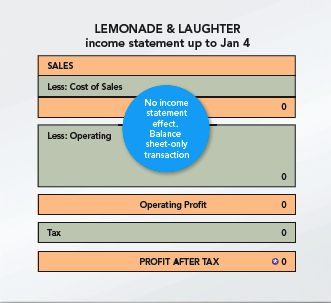 LEMONADE & LAUGHTER
income statement up to Jan 4
SALES
Less: Cost of Sales
0
No income
statement
effect.
Balance
sheet-only
transaction
Less: Operating
0
Operating Profit 0
Tax 0
PROFIT AFTER TAX 0